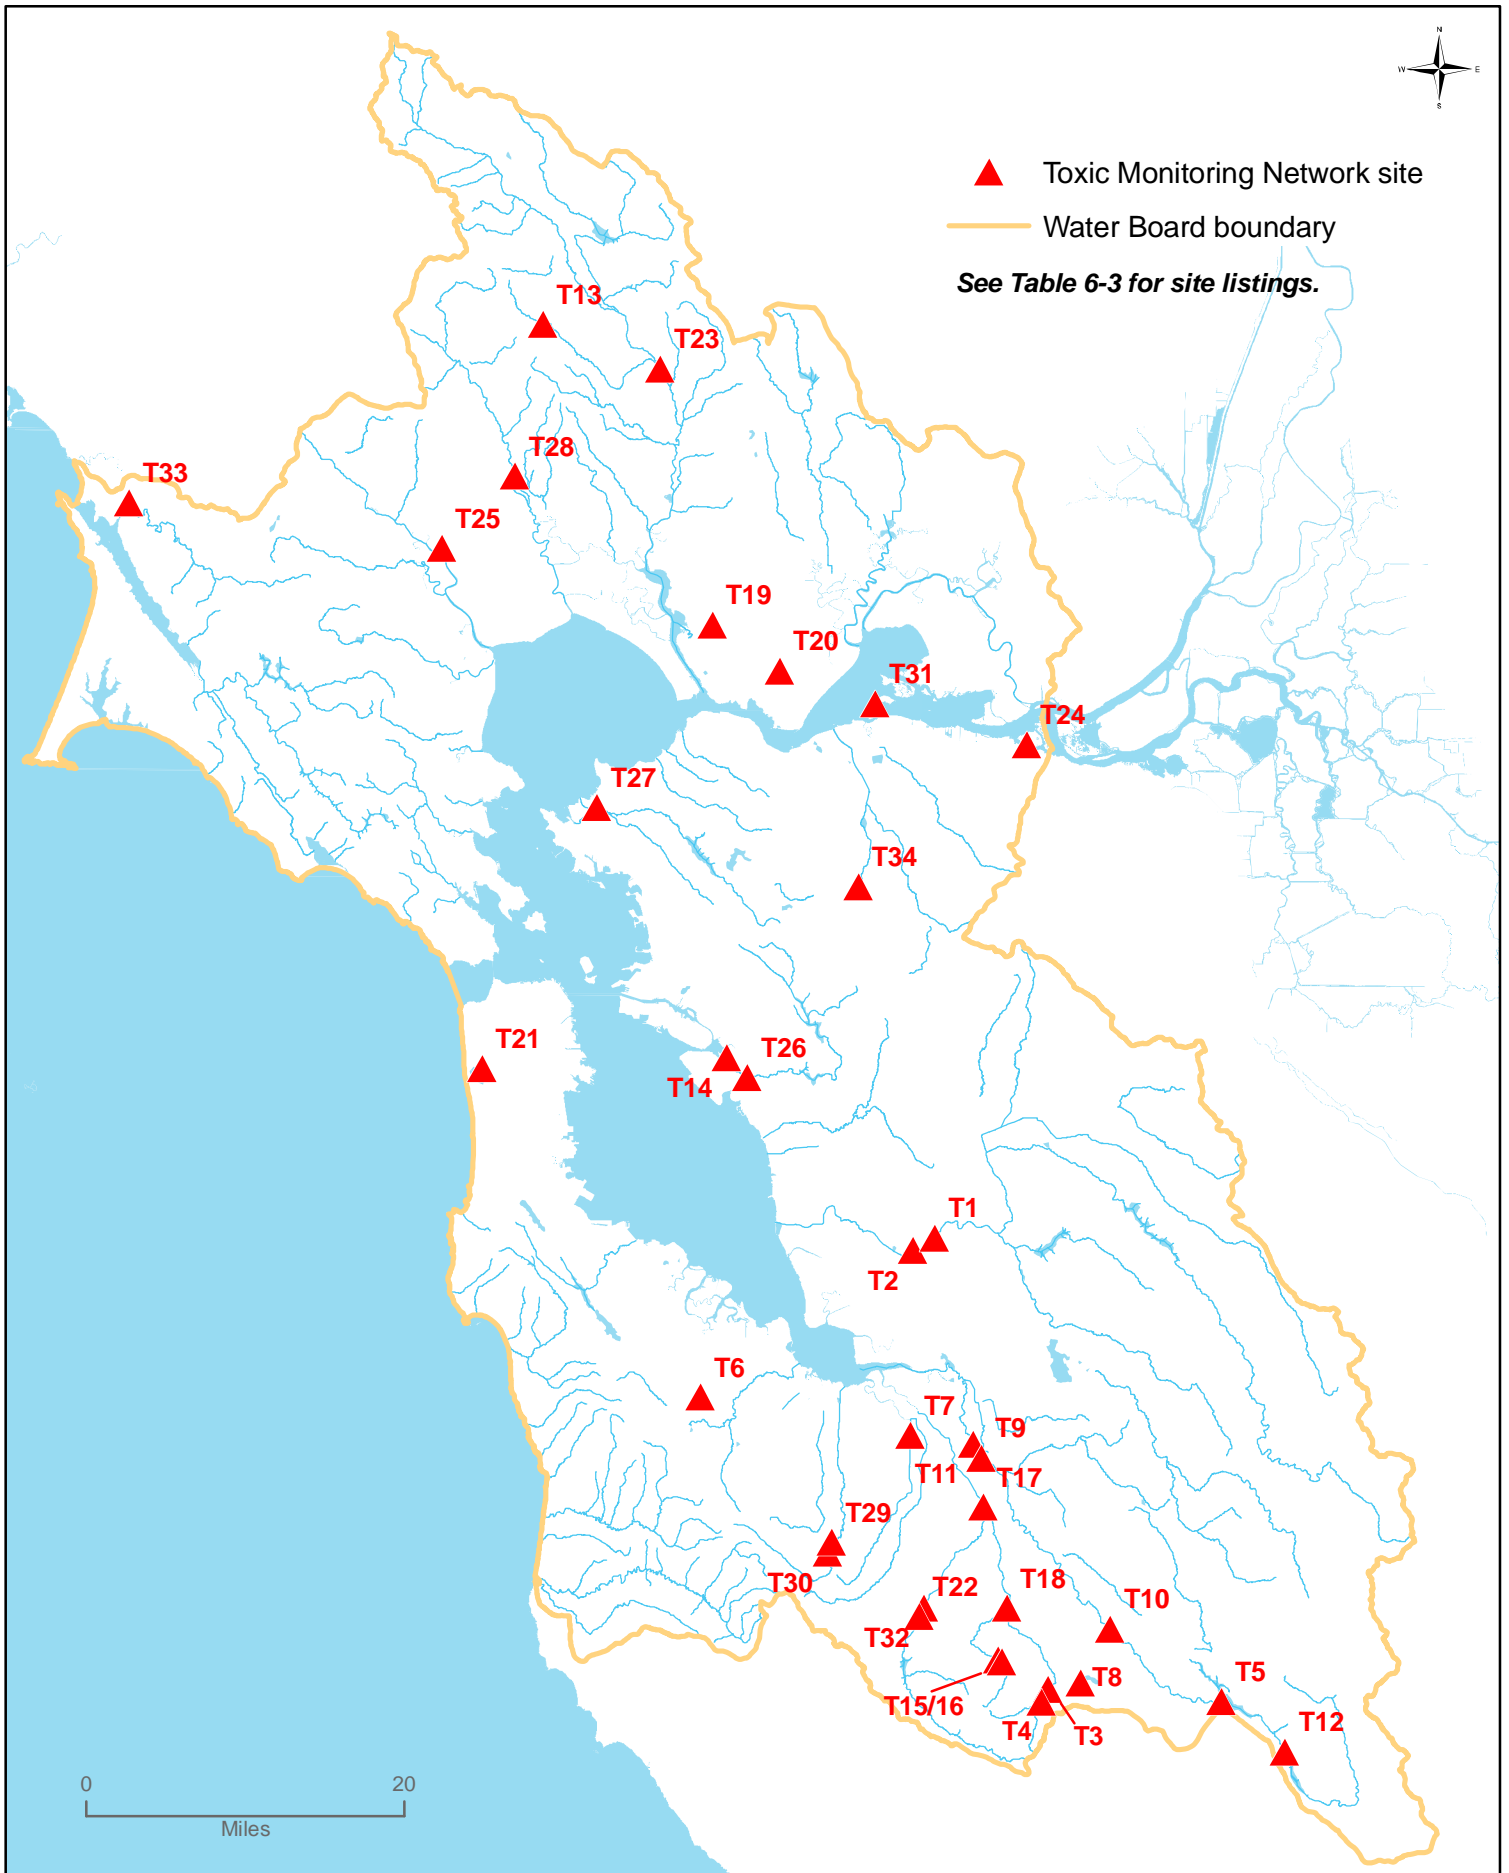 N
W E
S
Toxic Monitoring Network site
Water Board boundary
See Table 6-3 for site listings.
T13
T23
T28
T33
T25
T19
T20
T31
T24
T27
T34
T21
T26
T14
T1
T2
T6
T7
T9
T11
T17
T29
T30
T22
T18
T10
T32
T5
T8
T15/16
T4
T3
T12
0 20
Miles